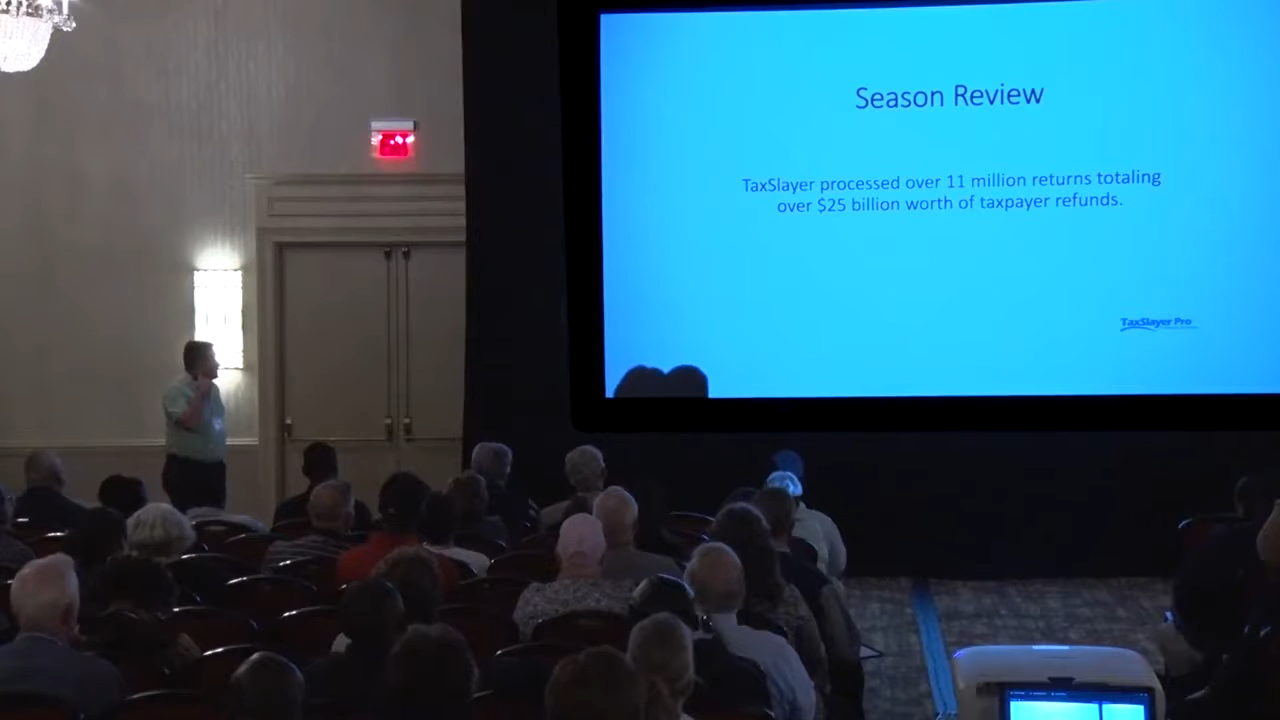 Season Review
TaxSlayer processed over 11 million returns totaling
over $25 billion worth of taxpayer refunds.
TaxSlayer Pro